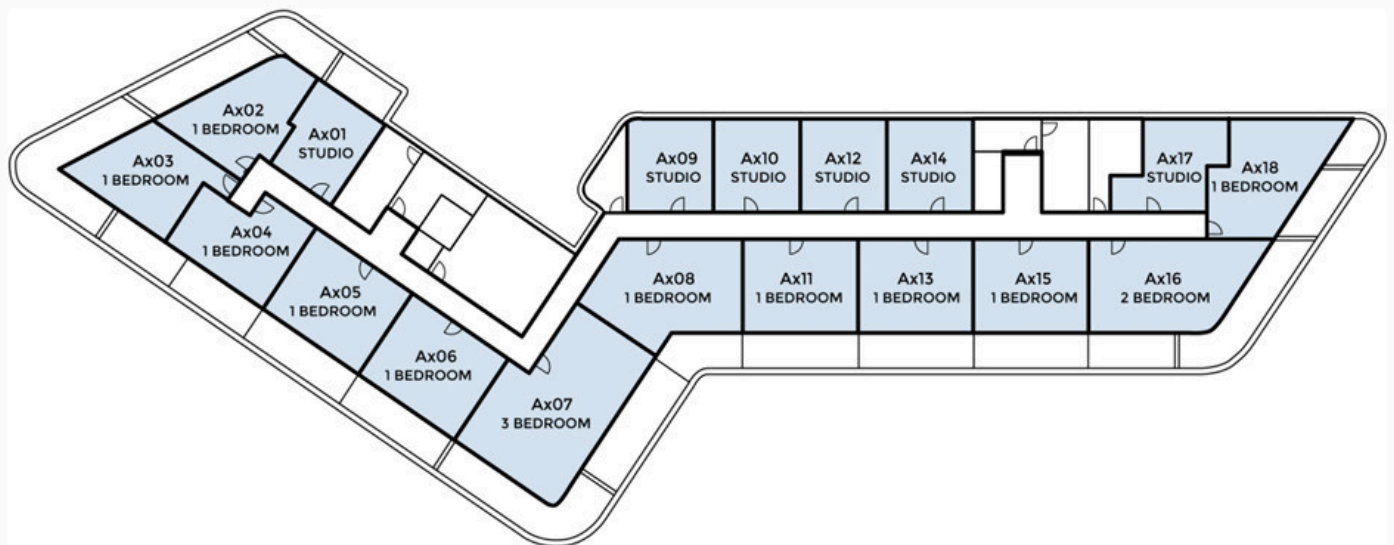 Ax02
1 BEDROOM
Ax01
STUDIO
Ax03
1 BEDROOM
Ax04
1 BEDROOM
Ax05
1 BEDROOM
Ax06
1 BEDROOM
Ax07
3 BEDROOM
Ax09
STUDIO
Ax10
STUDIO
Ax12
STUDIO
Ax14
STUDIO
Ax17
STUDIO
Ax18
1 BEDROOM
Ax08
1 BEDROOM
Ax11
1 BEDROOM
Ax13
1 BEDROOM
Ax15
1 BEDROOM
Ax16
2 BEDROOM